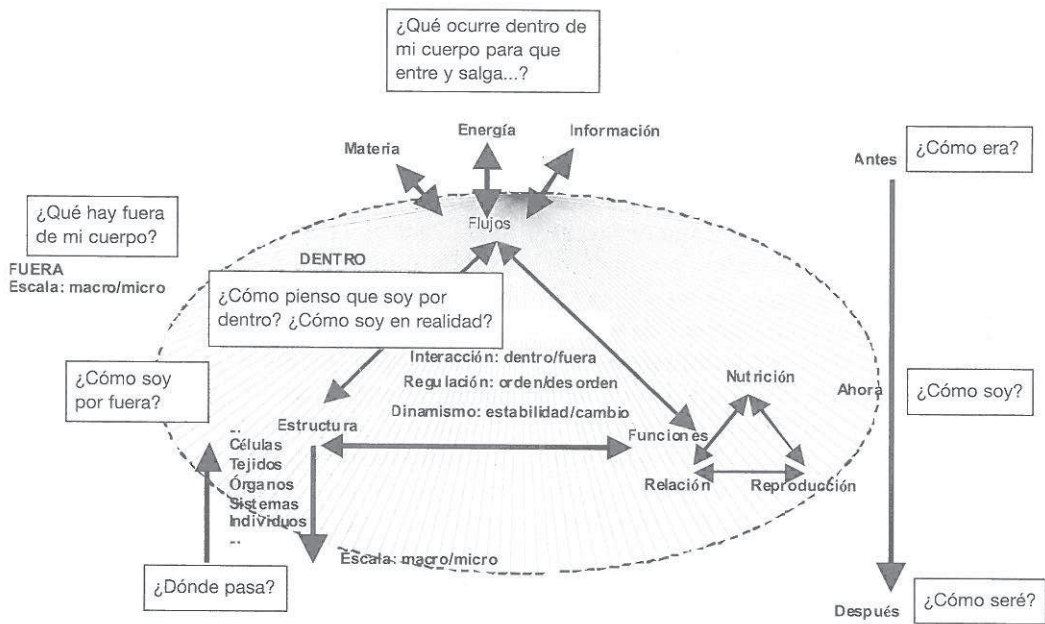 ¿Qué ocurre dentro de
mi cuerpo para que
entre y salga...?
Energía
Información
Materia
Antes
¿Cómo era?
¿Qué hay fuera
de mi cuerpo?
Flujos
FUERA
Escala: macro/micro
DENTRO
¿Cómo pienso que soy por
dentro? ¿Cómo soy en realidad?
Interacción: dentro/fuera
¿Cómo soy
por fuera?
Regulación: orden/desorden
Nutrición
Ahora
¿Cómo soy?
Dinamismo: estabilidad/cambio
Estructura
Funciones
...
Células
Tejidos
Órganos
Sistemas
Individuos
...
Relación
Reproducción
Escala: macro/micro
¿Dónde pasa?
Después
¿Cómo seré?